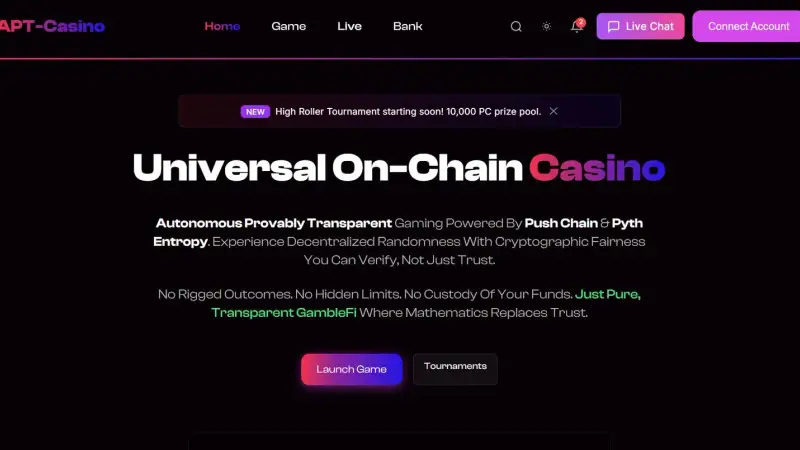 APT-Casino
Home Game Live Bank
2
Live Chat
Connect Account
NEW High Roller Tournament starting soon! 10,000 PC prize pool.
Universal On-Chain Casino
Autonomous Provably Transparent Gaming Powered By Push Chain & Pyth
Entropy. Experience Decentralized Randomness With Cryptographic Fairness
You Can Verify, Not Just Trust.
No Rigged Outcomes. No Hidden Limits. No Custody Of Your Funds. Just Pure,
Transparent GambleFi Where Mathematics Replaces Trust.
Launch Game
Tournaments